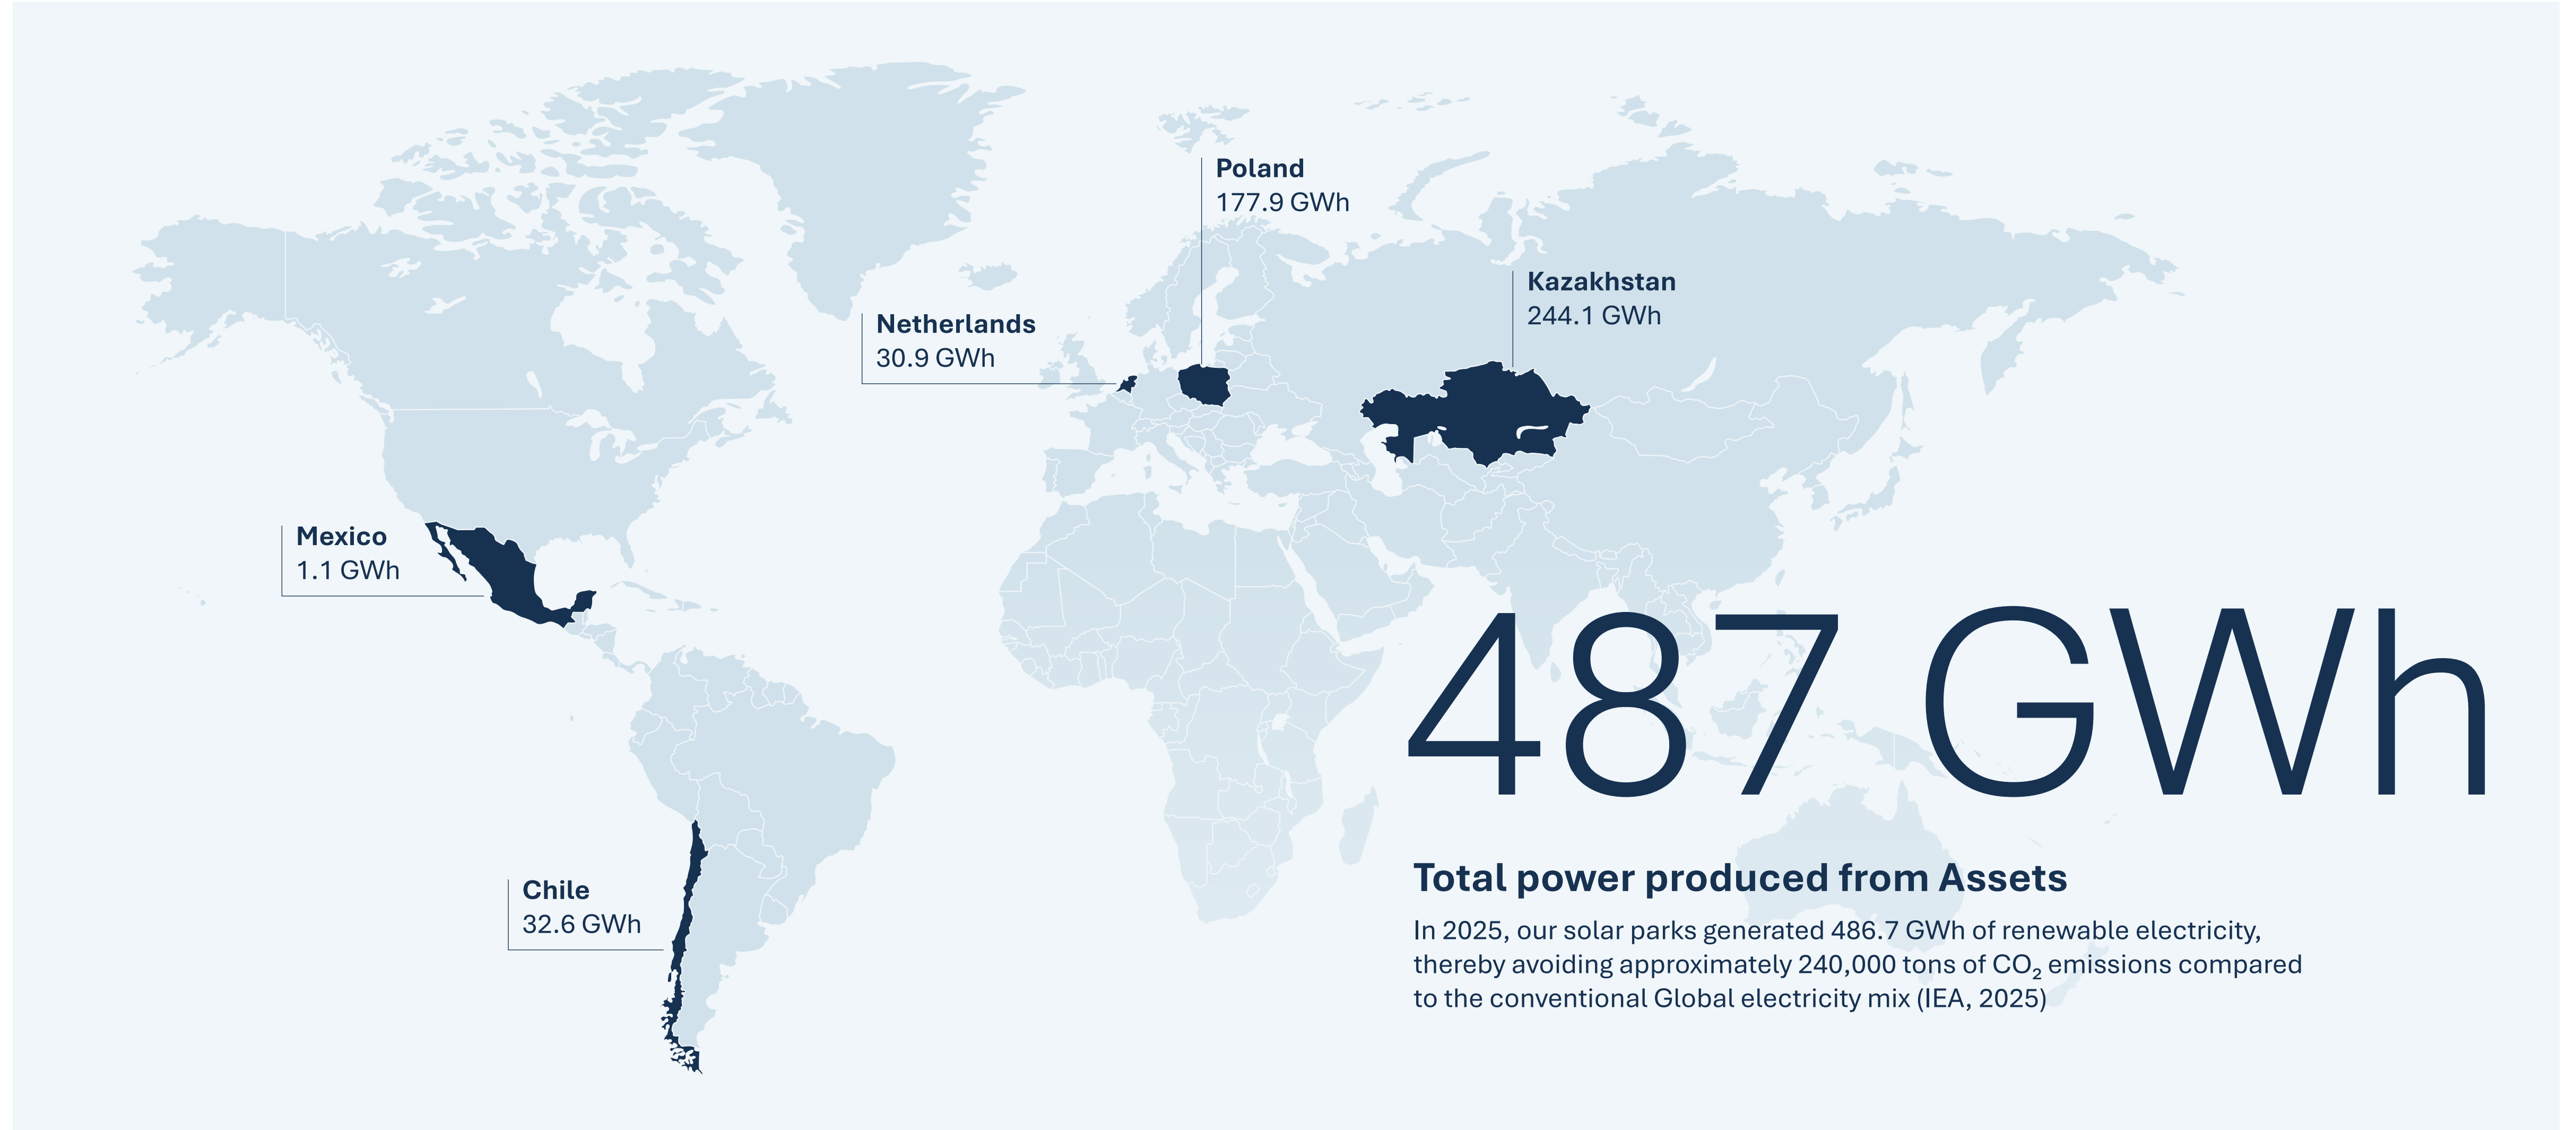 Poland
177.9 GWh
Kazakhstan
244.1 GWh
Netherlands
30.9 GWh
Mexico
1.1 GWh
Chile
32.6 GWh
487 GWh
Total power produced from Assets
In 2025, our solar parks generated 486.7 GWh of renewable electricity,
thereby avoiding approximately 240,000 tons of CO₂ emissions compared
to the conventional Global electricity mix (IEA, 2025)